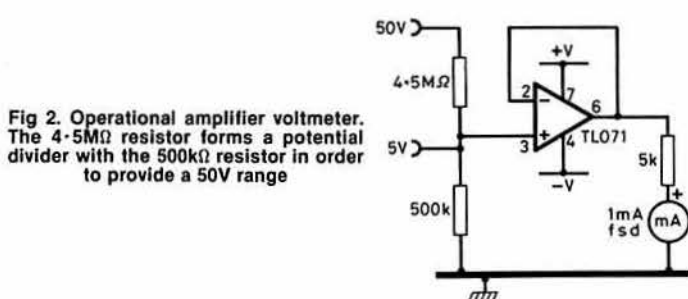 Fig 2. Operational amplifier voltmeter.
The 4·5MΩ resistor forms a potential
divider with the 500kΩ resistor in order
to provide a 50V range
50V
4·5MΩ
5V
500k
+V
2
-
7
6
+
3
4
TL071
-V
5k
+
1mA
fsd
mA